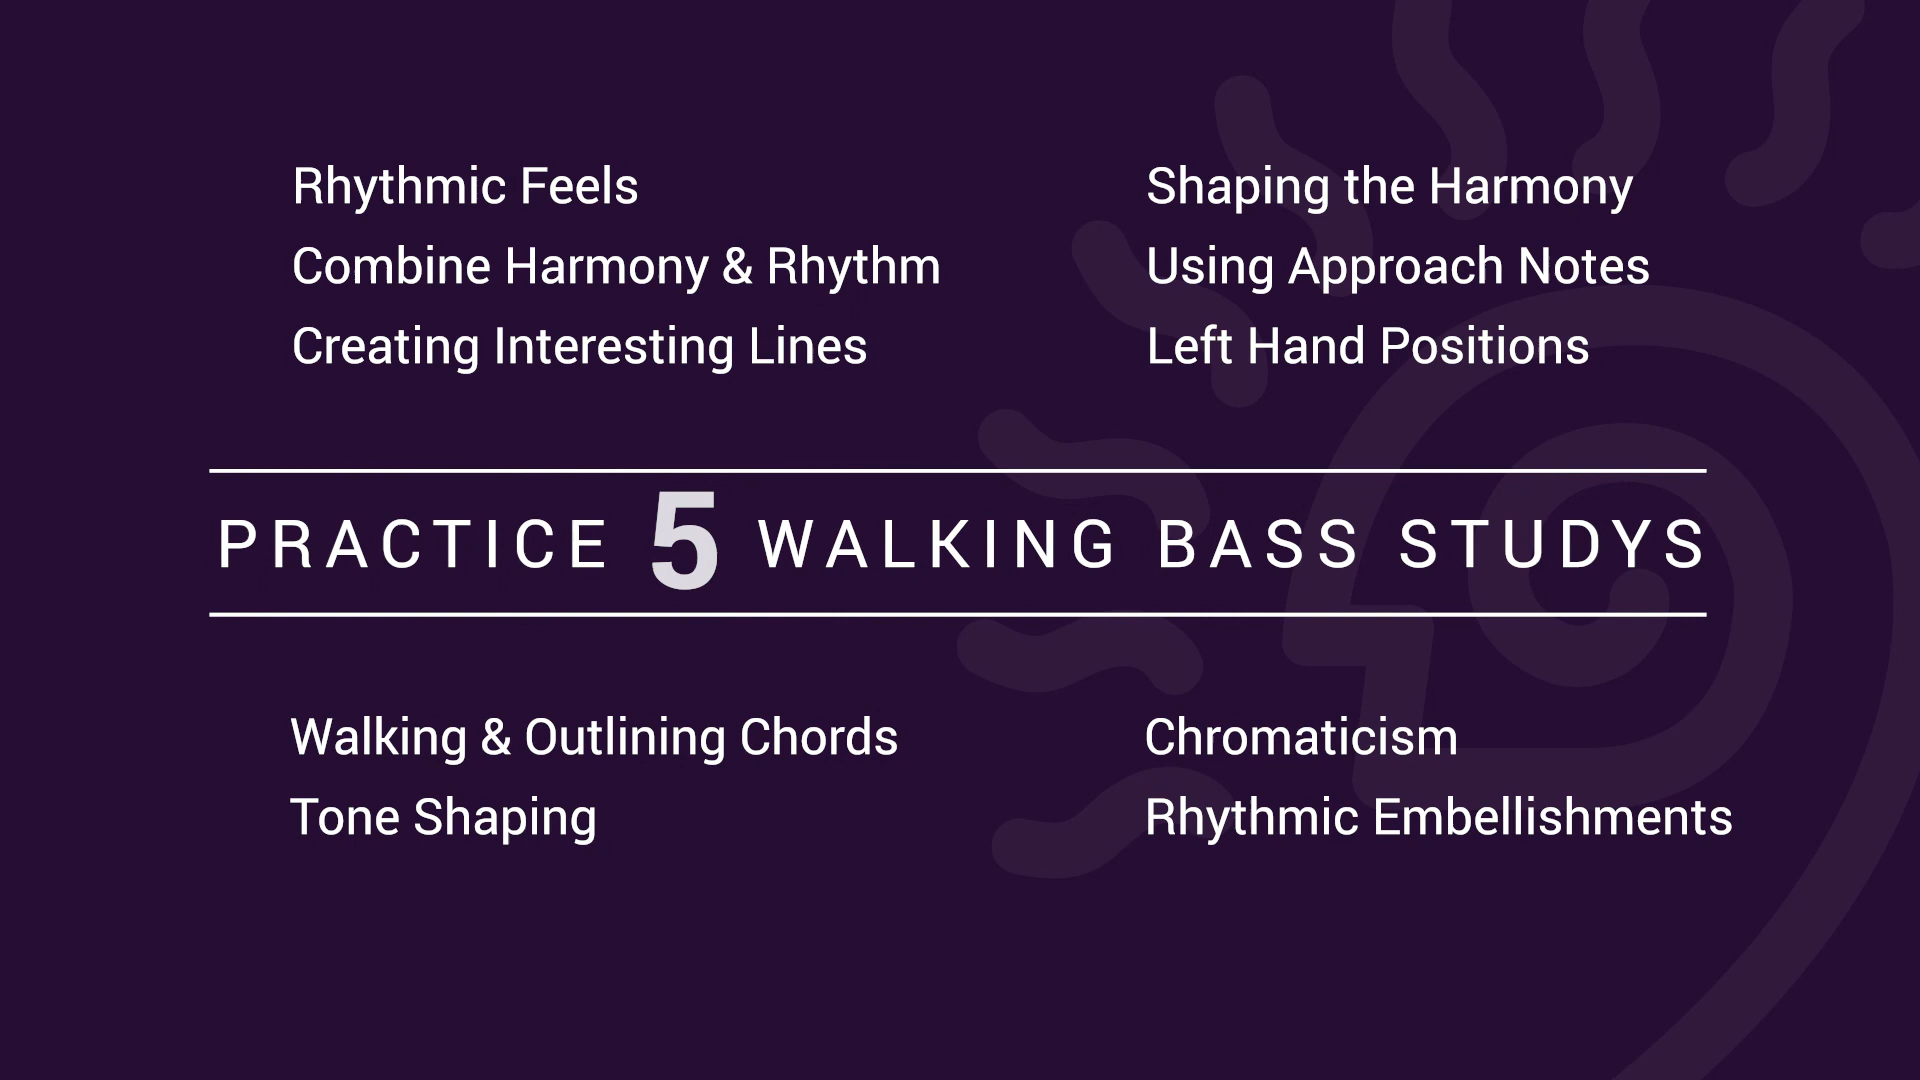 Rhythmic Feels
Combine Harmony & Rhythm
Creating Interesting Lines
Shaping the Harmony
Using Approach Notes
Left Hand Positions
PRACTICE 5 WALKING BASS STUDYS
Walking & Outlining Chords
Tone Shaping
Chromaticism
Rhythmic Embellishments